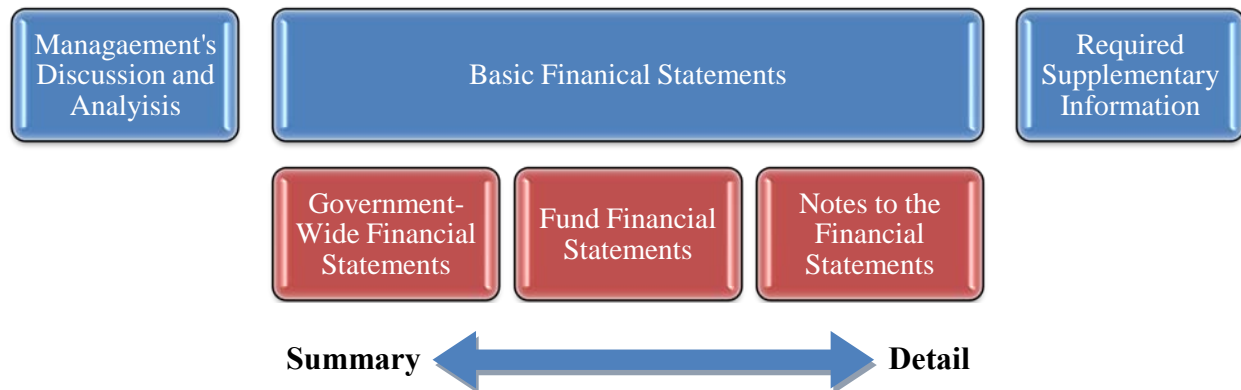 Managaement's
Discussion and
Analyisis
Basic Finanical Statements
Required
Supplementary
Information
Government-
Wide Financial
Statements
Fund Financial
Statements
Notes to the
Financial
Statements
Summary
Detail